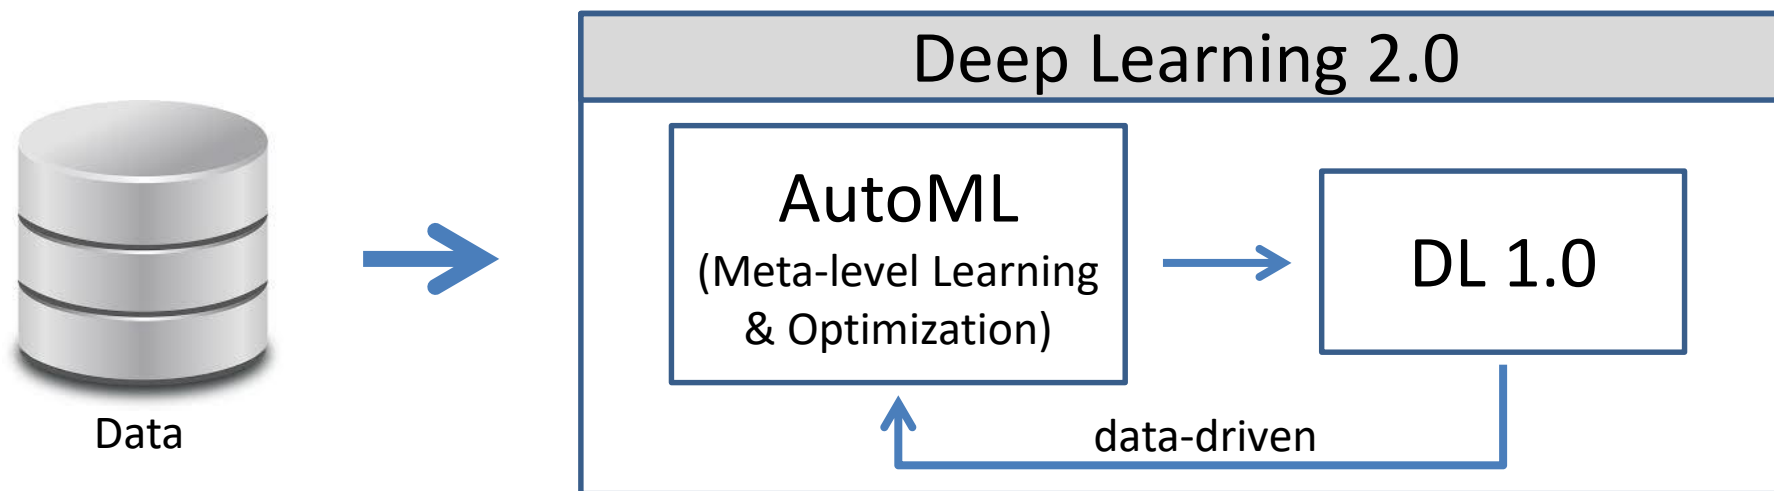 Deep Learning 2.0
Data
AutoML
(Meta-level Learning
& Optimization)
DL 1.0
data-driven